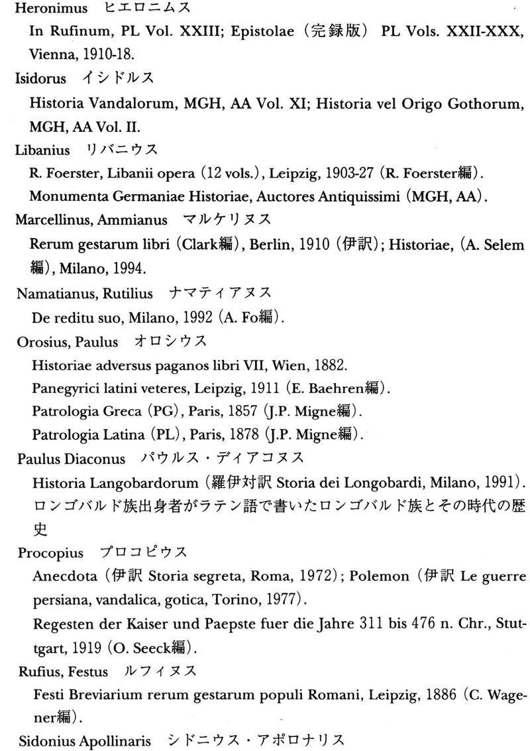 Heronimus　ヒエロニムス
In Rufinum, PL Vol. XXIII; Epistolae（完録版）PL Vols. XXII-XXX,
Vienna, 1910-18.
Isidorus　イシドルス
Historia Vandalorum, MGH, AA Vol. XI; Historia vel Origo Gothorum,
MGH, AA Vol. II.
Libanius　リバニウス
R. Foerster, Libanii opera (12 vols.), Leipzig, 1903-27 (R. Foerster編).
Monumenta Germaniae Historiae, Auctores Antiquissimi (MGH, AA).
Marcellinus, Ammianus　マルケリヌス
Rerum gestarum libri (Clark編), Berlin, 1910 (伊訳); Historiae, (A. Selem
編), Milano, 1994.
Namatianus, Rutilius　ナマティアヌス
De reditu suo, Milano, 1992 (A. Fo編).
Orosius, Paulus　オロシウス
Historiae adversus paganos libri VII, Wien, 1882.
Panegyrici latini veteres, Leipzig, 1911 (E. Baehren編).
Patrologia Greca (PG), Paris, 1857 (J.P. Migne編).
Patrologia Latina (PL), Paris, 1878 (J.P. Migne編).
Paulus Diaconus　パウルス・ディアコヌス
Historia Langobardorum (羅伊対訳 Storia dei Longobardi, Milano, 1991).
ロンゴバルド族出身者がラテン語で書いたロンゴバルド族とその時代の歴
史
Procopius　プロコピウス
Anecdota (伊訳 Storia segreta, Roma, 1972); Polemon (伊訳 Le guerre
persiana, vandalica, gotica, Torino, 1977).
Regesten der Kaiser und Paepste fuer die Jahre 311 bis 476 n. Chr., Stut-
tgart, 1919 (O. Seeck編).
Rufius, Festus　ルフィヌス
Festi Breviarium rerum gestarum populi Romani, Leipzig, 1886 (C. Wage-
ner編).
Sidonius Apollinaris　シドニウス・アポロナリス